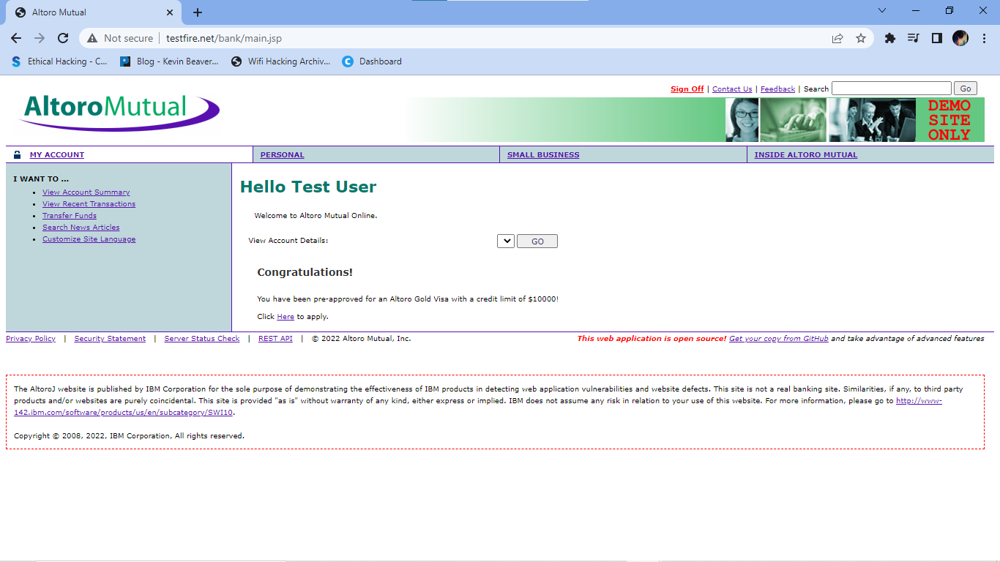 Altoro Mutual
Not secure | testfire.net/bank/main.jsp
Ethical Hacking - C... Blog - Kevin Beaver... Wifi Hacking Archiv... Dashboard
Sign Off | Contact Us | Feedback | Search Go
AltoroMutual
DEMO
SITE
ONLY
MY ACCOUNT PERSONAL SMALL BUSINESS INSIDE ALTORO MUTUAL
I WANT TO ...
• View Account Summary
• View Recent Transactions
• Transfer Funds
• Search News Articles
• Customize Site Language
Hello Test User
Welcome to Altoro Mutual Online.
View Account Details: GO
Congratulations!
You have been pre-approved for an Altoro Gold Visa with a credit limit of $10000!
Click Here to apply.
Privacy Policy | Security Statement | Server Status Check | REST API | © 2022 Altoro Mutual, Inc. This web application is open source! Get your copy from GitHub and take advantage of advanced features
The AltoroJ website is published by IBM Corporation for the sole purpose of demonstrating the effectiveness of IBM products in detecting web application vulnerabilities and website defects. This site is not a real banking site. Similarities, if any, to third party
products and/or websites are purely coincidental. This site is provided "as is" without warranty of any kind, either express or implied. IBM does not assume any risk in relation to your use of this website. For more information, please go to http://www-
142.ibm.com/software/products/us/en/subcategory/SWI10.
Copyright © 2008, 2022, IBM Corporation, All rights reserved.